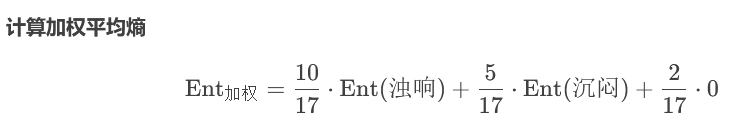 计算加权平均熵
Ent加权 = 10/17 · Ent(浊响) + 5/17 · Ent(沉闷) + 2/17 · 0